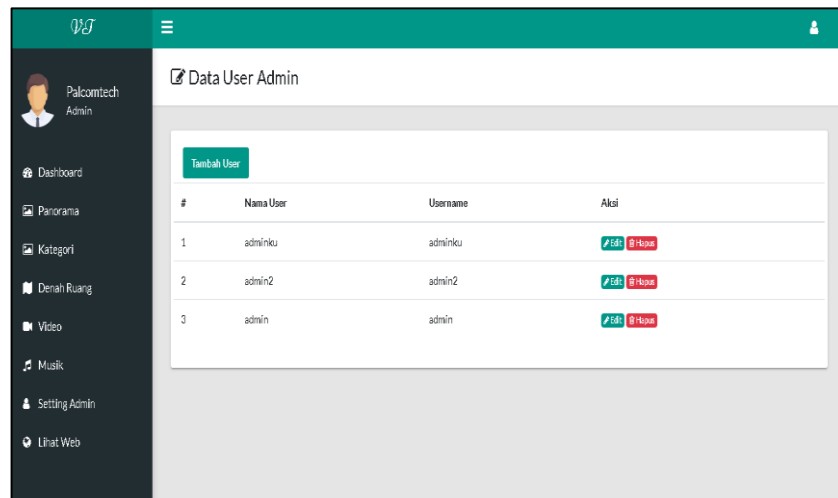 VT
Palcomtech
Admin
Dashboard
Panorama
Kategori
Denah Ruang
Video
Musik
Setting Admin
Lihat Web
Data User Admin
Tambah User
# Nama User Username Aksi
1 adminku adminku Edit Hapus
2 admin2 admin2 Edit Hapus
3 admin admin Edit Hapus